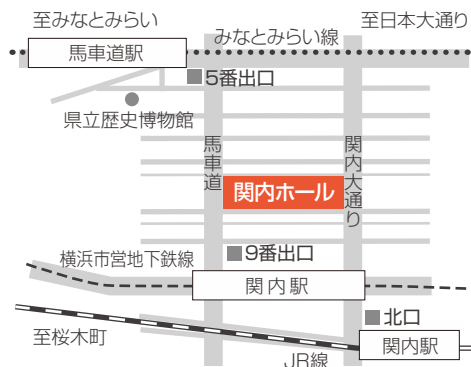 至みなとみらい
みなとみらい線
至日本大通り
馬車道駅
5番出口
県立歴史博物館
馬車道
関内大通り
関内ホール
9番出口
横浜市営地下鉄線
関内駅
北口
至桜木町
関内駅
JR線